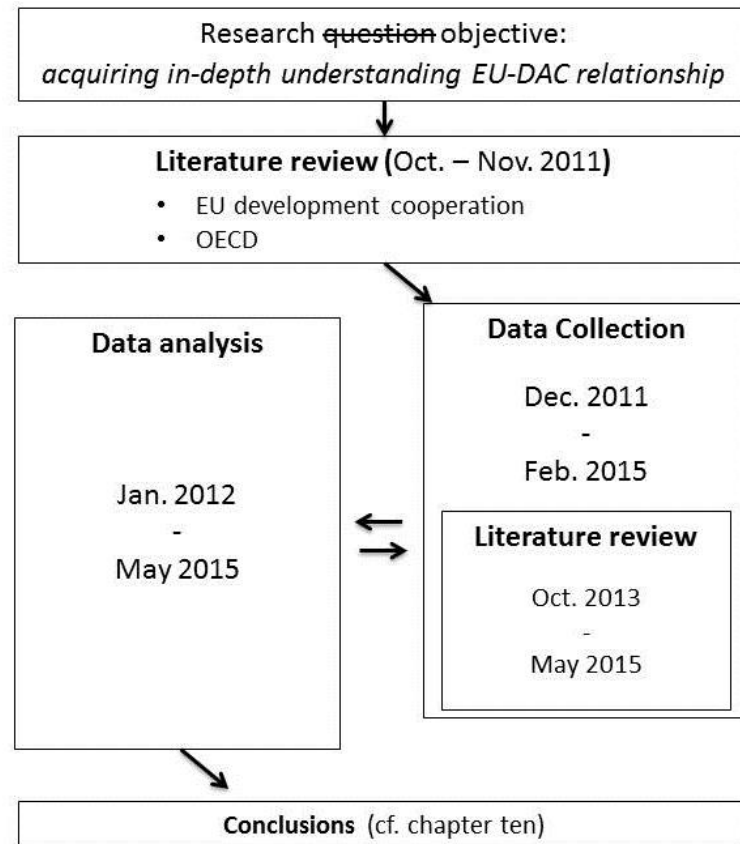 Research question objective:
acquiring in-depth understanding EU-DAC relationship
Literature review (Oct. – Nov. 2011)
• EU development cooperation
• OECD
Data analysis
Jan. 2012
-
May 2015
Data Collection
Dec. 2011
-
Feb. 2015
Literature review
Oct. 2013
-
May 2015
Conclusions (cf. chapter ten)